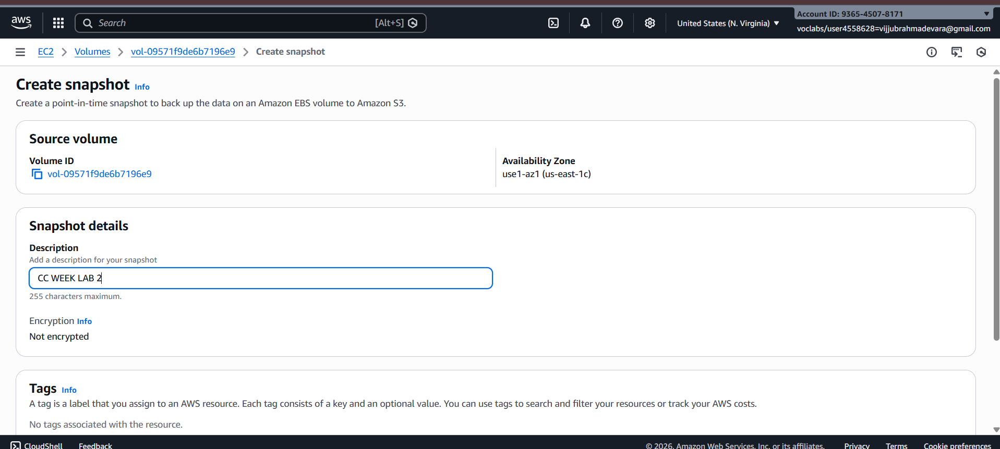 aws
Search [Alt+S]
United States (N. Virginia)
Account ID: 9365-4507-8171
voclabs/user4558628=vijjubrahmadevara@gmail.com
EC2 > Volumes > vol-09571f9de6b7196e9 > Create snapshot
Create snapshot Info
Create a point-in-time snapshot to back up the data on an Amazon EBS volume to Amazon S3.
Source volume
Volume ID
vol-09571f9de6b7196e9
Availability Zone
use1-az1 (us-east-1c)
Snapshot details
Description
Add a description for your snapshot
CC WEEK LAB 2
255 characters maximum.
Encryption Info
Not encrypted
Tags Info
A tag is a label that you assign to an AWS resource. Each tag consists of a key and an optional value. You can use tags to search and filter your resources or track your AWS costs.
No tags associated with the resource.
CloudShell Feedback © 2026, Amazon Web Services, Inc. or its affiliates. Privacy Terms Cookie preferences